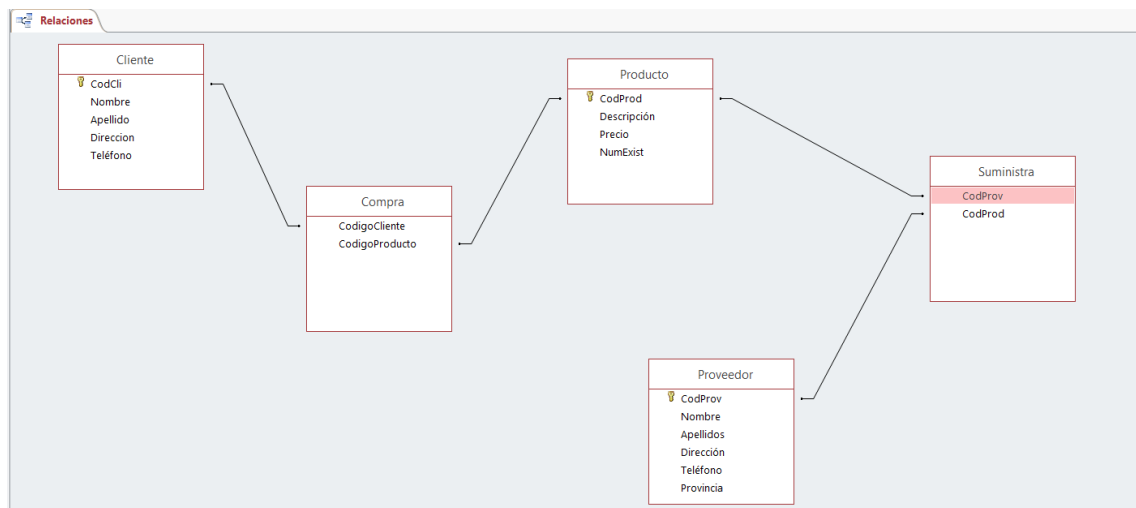 Relaciones
Cliente
CodCli
Nombre
Apellido
Direccion
Teléfono
Compra
CodigoCliente
CodigoProducto
Producto
CodProd
Descripción
Precio
NumExist
Suministra
CodProv
CodProd
Proveedor
CodProv
Nombre
Apellidos
Dirección
Teléfono
Provincia